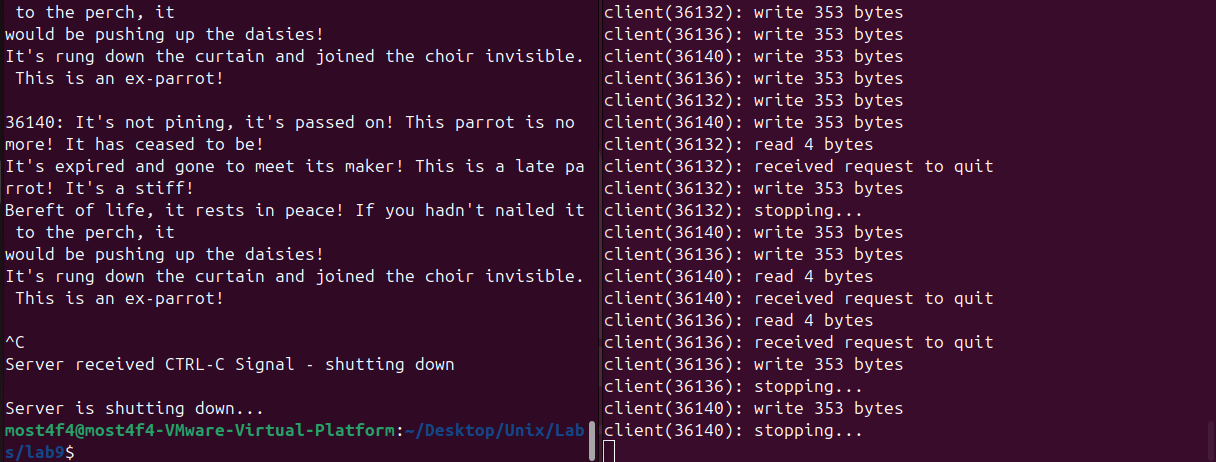 to the perch, it
would be pushing up the daisies!
It's rung down the curtain and joined the choir invisible.
 This is an ex-parrot!

36140: It's not pining, it's passed on! This parrot is no
more! It has ceased to be!
It's expired and gone to meet its maker! This is a late pa
rrot! It's a stiff!
Bereft of life, it rests in peace! If you hadn't nailed it
 to the perch, it
would be pushing up the daisies!
It's rung down the curtain and joined the choir invisible.
 This is an ex-parrot!

^C
Server received CTRL-C Signal - shutting down

Server is shutting down...
most4f4@most4f4-VMware-Virtual-Platform:~/Desktop/Unix/Lab
s/lab9$
client(36132): write 353 bytes
client(36136): write 353 bytes
client(36140): write 353 bytes
client(36136): write 353 bytes
client(36132): write 353 bytes
client(36140): write 353 bytes
client(36132): read 4 bytes
client(36132): received request to quit
client(36132): write 353 bytes
client(36132): stopping...
client(36140): write 353 bytes
client(36136): write 353 bytes
client(36140): read 4 bytes
client(36140): received request to quit
client(36136): read 4 bytes
client(36136): received request to quit
client(36136): write 353 bytes
client(36136): stopping...
client(36140): write 353 bytes
client(36140): stopping...